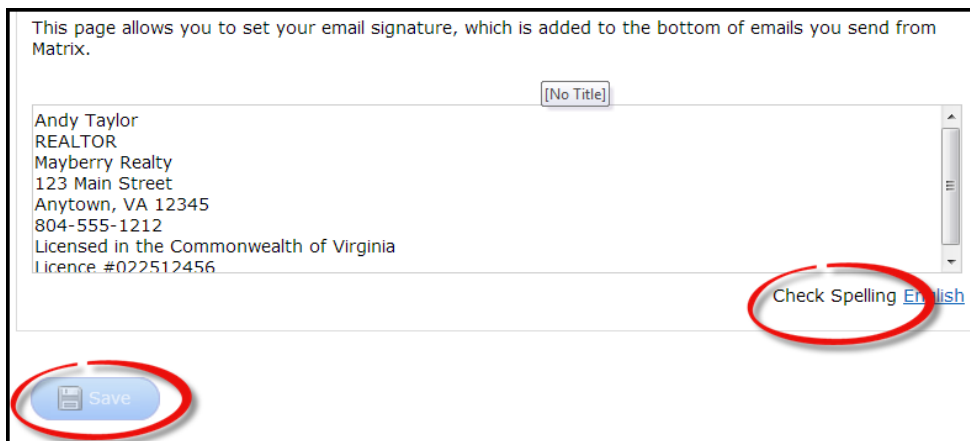 This page allows you to set your email signature, which is added to the bottom of emails you send from
Matrix.
[No Title]
Andy Taylor
REALTOR
Mayberry Realty
123 Main Street
Anytown, VA 12345
804-555-1212
Licensed in the Commonwealth of Virginia
Licence #022512456
Check Spelling English
Save